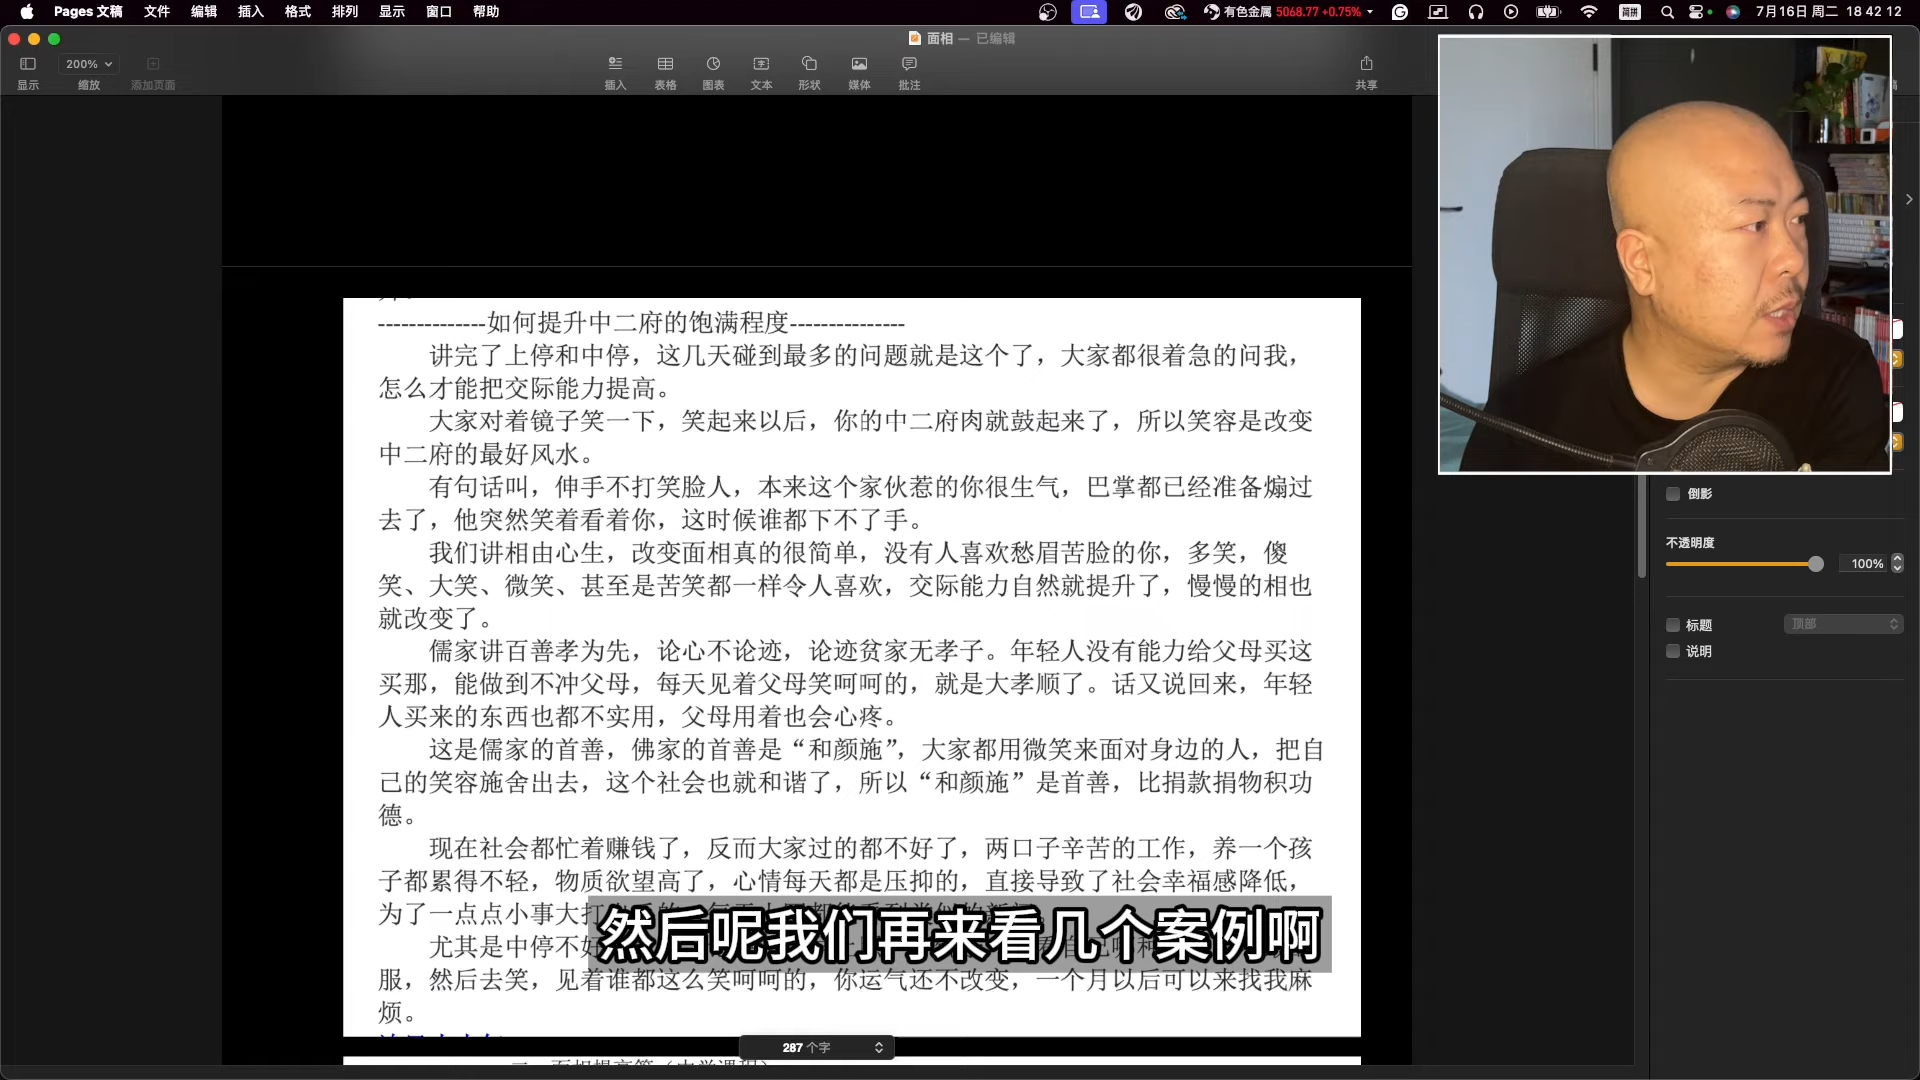 Pages 文稿 文件 编辑 插入 格式 排列 显示 窗口 帮助
有色金属 5068.77 +0.75%
简拼
7月16日 周二 18 42 12
面相 — 已编辑
200%
显示 缩放 添加页面 插入 表格 图表 文本 形状 媒体 批注 共享
--------------如何提升中二府的饱满程度---------------
讲完了上停和中停，这几天碰到最多的问题就是这个了，大家都很着急的问我，
怎么才能把交际能力提高。
大家对着镜子笑一下，笑起来以后，你的中二府肉就鼓起来了，所以笑容是改变
中二府的最好风水。
有句话叫，伸手不打笑脸人，本来这个家伙惹的你很生气，巴掌都已经准备煽过
去了，他突然笑着看着你，这时候谁都下不了手。
我们讲相由心生，改变面相真的很简单，没有人喜欢愁眉苦脸的你，多笑，傻
笑、大笑、微笑、甚至是苦笑都一样令人喜欢，交际能力自然就提升了，慢慢的相也
就改变了。
儒家讲百善孝为先，论心不论迹，论迹贫家无孝子。年轻人没有能力给父母买这
买那，能做到不冲父母，每天见着父母笑呵呵的，就是大孝顺了。话又说回来，年轻
人买来的东西也都不实用，父母用着也会心疼。
这是儒家的首善，佛家的首善是“和颜施”，大家都用微笑来面对身边的人，把自
己的笑容施舍出去，这个社会也就和谐了，所以“和颜施”是首善，比捐款捐物积功
德。
现在社会都忙着赚钱了，反而大家过的都不好了，两口子辛苦的工作，养一个孩
子都累得不轻，物质欲望高了，心情每天都是压抑的，直接导致了社会幸福感降低，
为了一点点小事大打
尤其是中停不好
然后呢我们再来看几个案例啊
服，然后去笑，见着谁都这么笑呵呵的，你运气还不改变，一个月以后可以来找我麻
烦。
287 个字
倒影
不透明度
100%
标题 顶部
说明